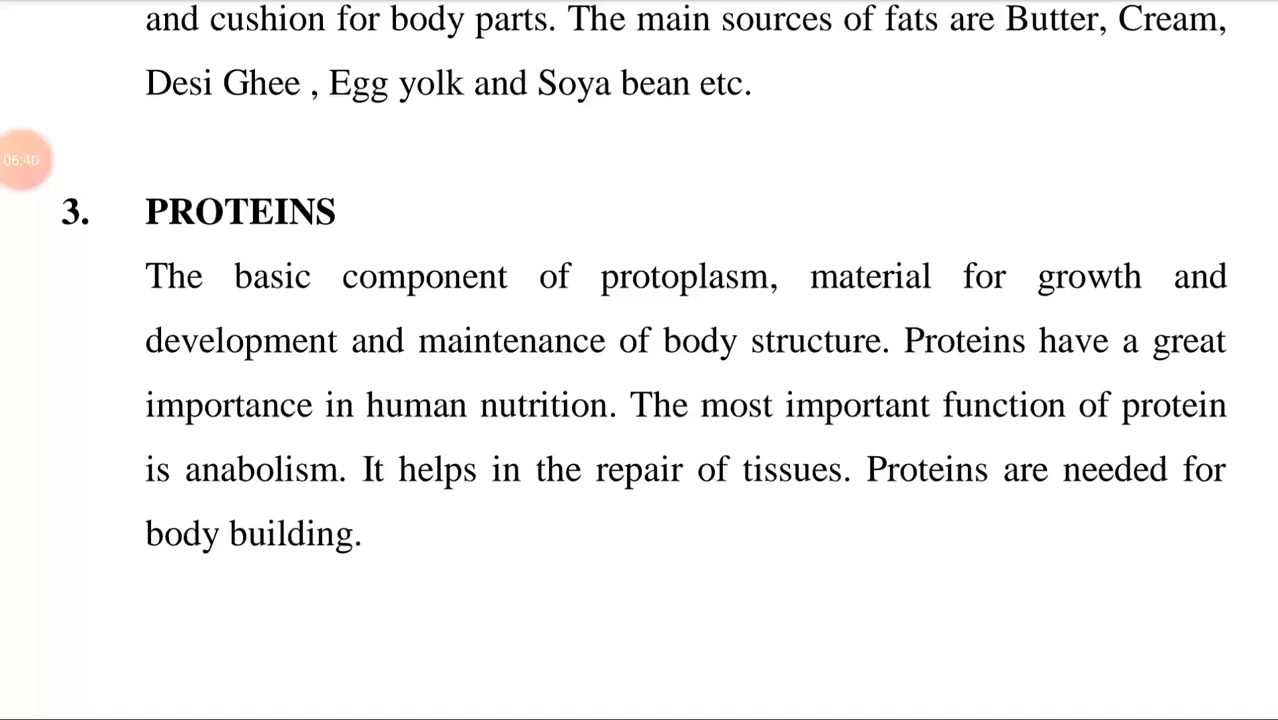 and cushion for body parts. The main sources of fats are Butter, Cream,
Desi Ghee , Egg yolk and Soya bean etc.
06:40
3. PROTEINS
The basic component of protoplasm, material for growth and
development and maintenance of body structure. Proteins have a great
importance in human nutrition. The most important function of protein
is anabolism. It helps in the repair of tissues. Proteins are needed for
body building.